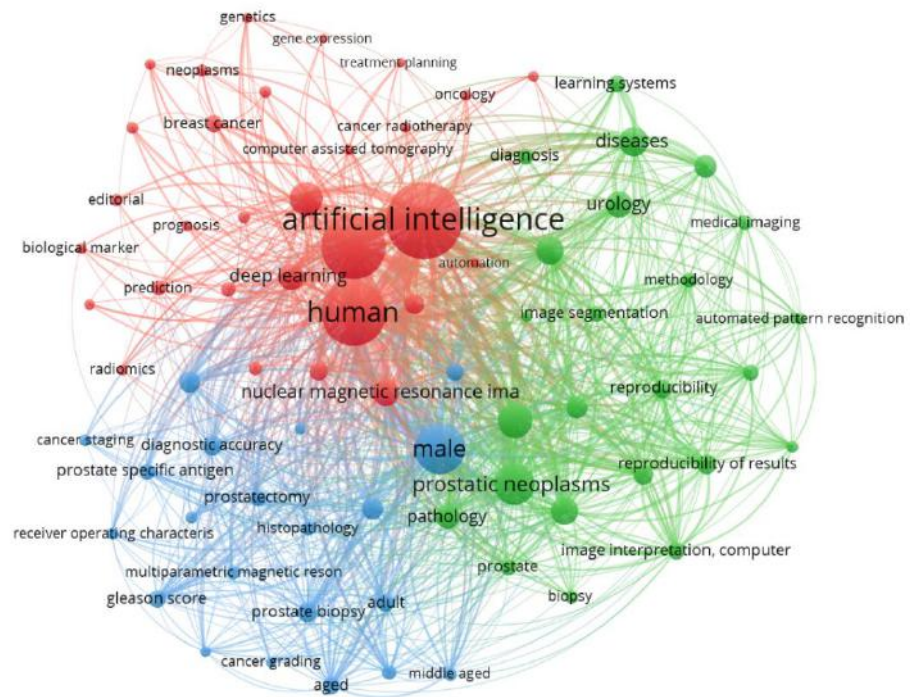 genetics
gene expression
treatment planning
neoplasms
learning systems
oncology
breast cancer
cancer radiotherapy
diseases
computer assisted tomography
diagnosis
editorial
artificial intelligence
urology
prognosis
medical imaging
biological marker
automation
deep learning
methodology
prediction
human
image segmentation
automated pattern recognition
radiomics
nuclear magnetic resonance ima
reproducibility
cancer staging
diagnostic accuracy
male
prostate specific antigen
reproducibility of results
prostatic neoplasms
prostatectomy
pathology
receiver operating characteris
histopathology
image interpretation, computer
multiparametric magnetic reson
prostate
gleason score
prostate biopsy
adult
biopsy
cancer grading
middle aged
aged